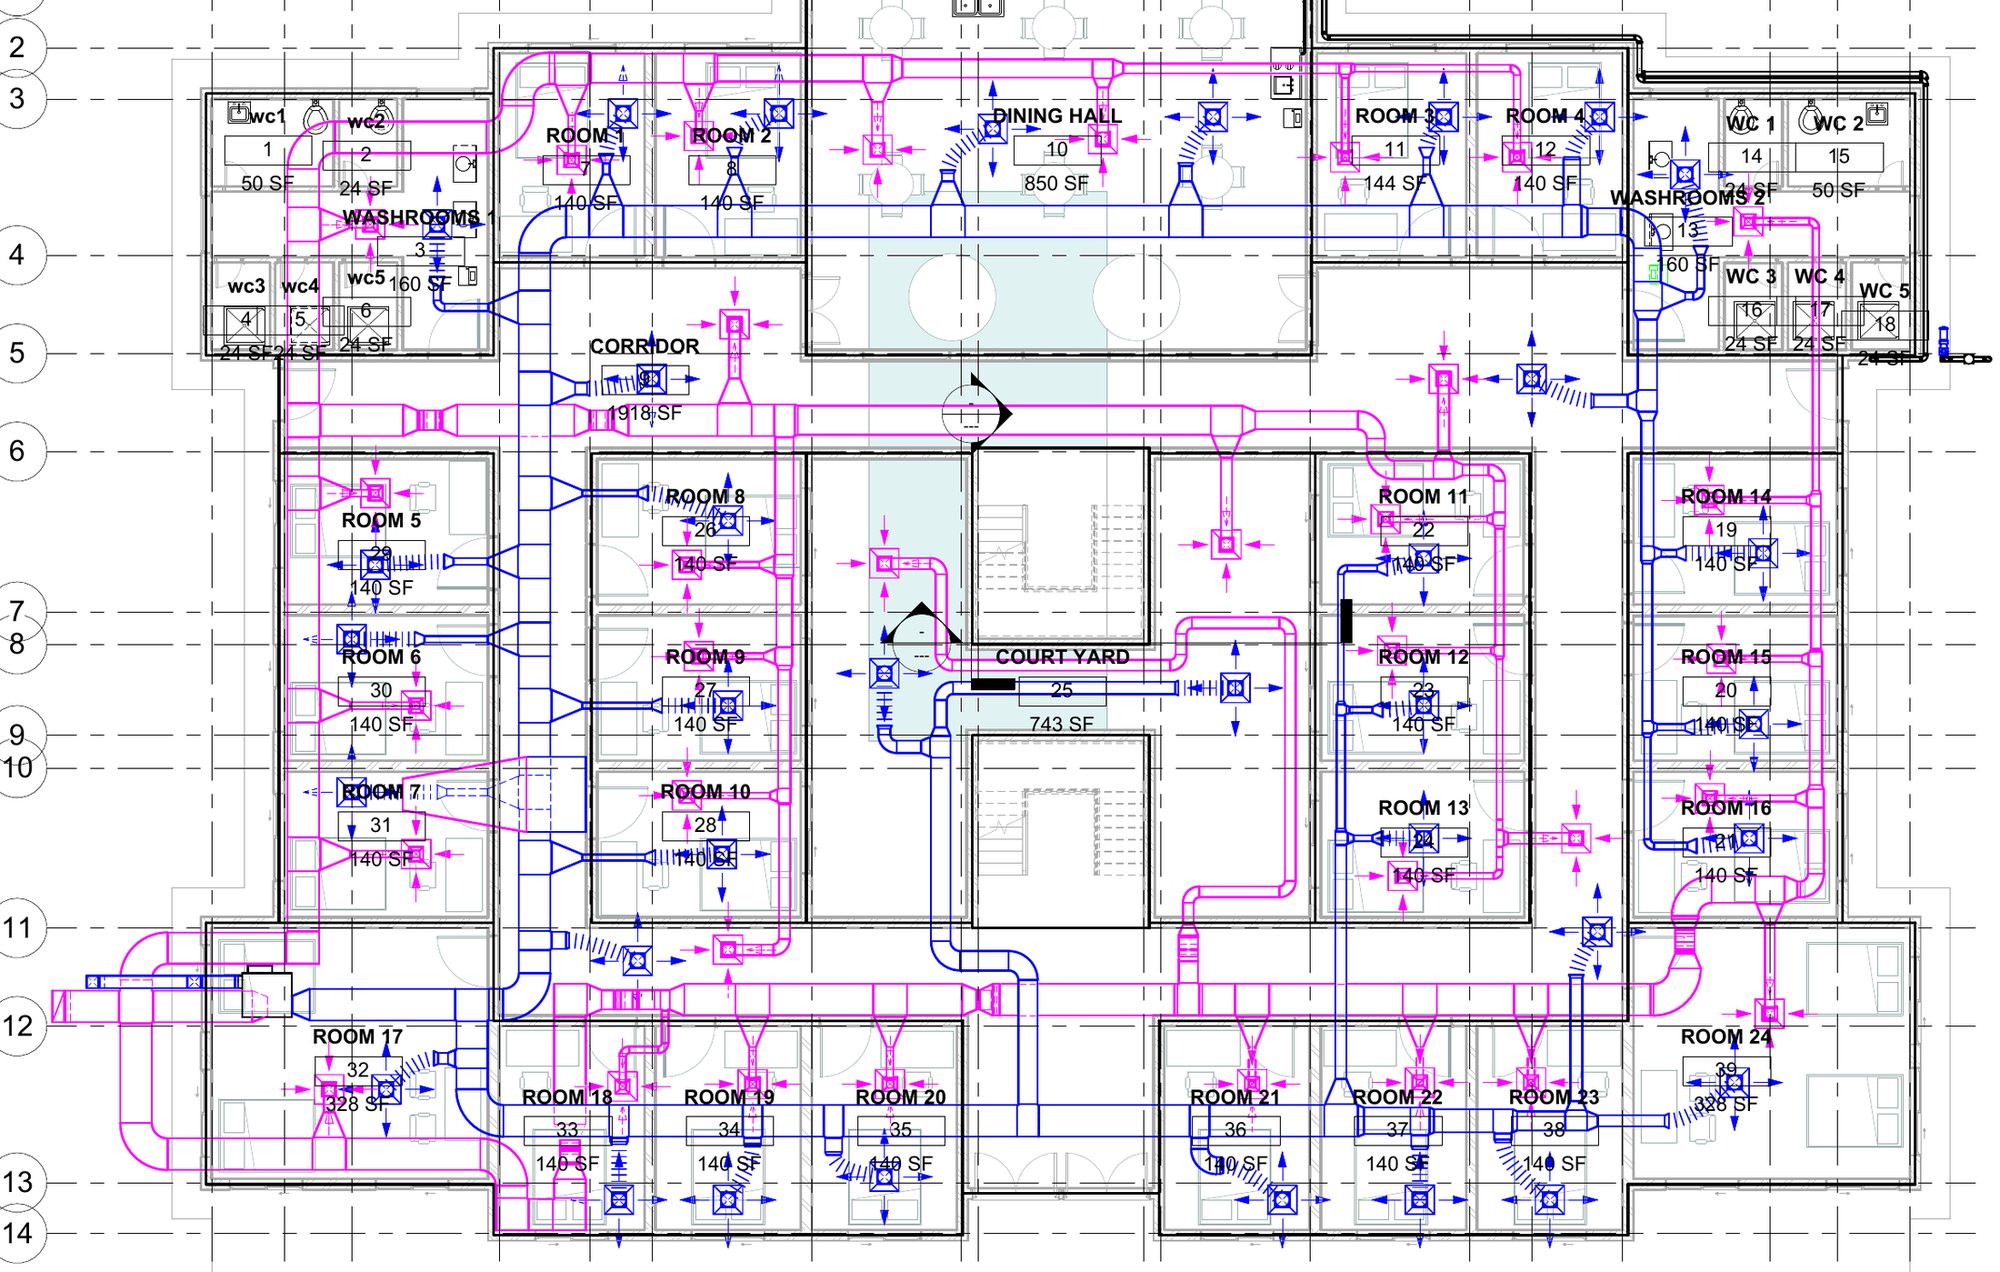 2
3
wc1
1
50 SF
wc2
2
24 SF
ROOM 1
7
140 SF
ROOM 2
8
140 SF
DINING HALL
10
850 SF
ROOM 3
11
144 SF
ROOM 4
12
140 SF
WC 1
14
24 SF
WC 2
15
50 SF
WASHROOMS 1
3
160 SF
WASHROOMS 2
13
160 SF
4
wc3
4
24 SF
wc4
5
24 SF
wc5
6
24 SF
WC 3
16
24 SF
WC 4
17
24 SF
WC 5
18
24 SF
5
CORRIDOR
9
1918 SF
6
ROOM 5
29
140 SF
ROOM 8
26
140 SF
ROOM 11
22
140 SF
ROOM 14
19
140 SF
7
8
ROOM 6
30
140 SF
ROOM 9
27
140 SF
COURT YARD
25
743 SF
ROOM 12
23
140 SF
ROOM 15
20
140 SF
9
10
ROOM 7
31
140 SF
ROOM 10
28
140 SF
ROOM 13
24
140 SF
ROOM 16
21
140 SF
11
12
ROOM 17
32
328 SF
ROOM 24
39
328 SF
ROOM 18
33
140 SF
ROOM 19
34
140 SF
ROOM 20
35
140 SF
ROOM 21
36
140 SF
ROOM 22
37
140 SF
ROOM 23
38
140 SF
13
14